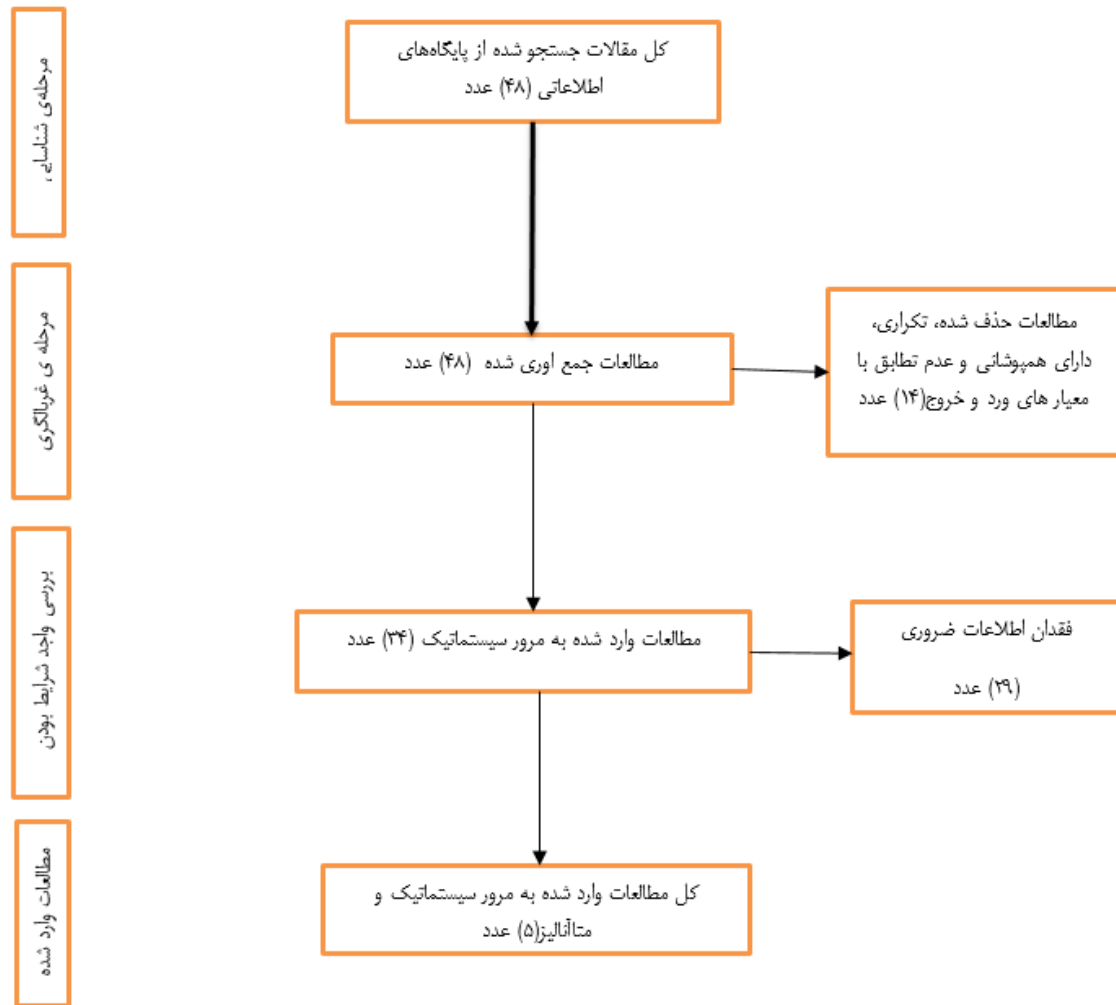 مرحله‌ی شناسایی ،
کل مقالات جستجو شده از پایگاه‌های
اطلاعاتی (۴۸) عدد
مرحله ی غربالگری
مطالعات جمع اوری شده (۴۸) عدد
مطالعات حذف شده، تکراری،
دارای همپوشانی و عدم تطابق با
معیار های ورد و خروج(۱۴) عدد
بررسی واجد شرایط بودن
مطالعات وارد شده به مرور سیستماتیک (۳۴) عدد
فقدان اطلاعات ضروری
(۲۹) عدد
مطالعات وارد شده
کل مطالعات وارد شده به مرور سیستماتیک و
متاآنالیز(۵) عدد